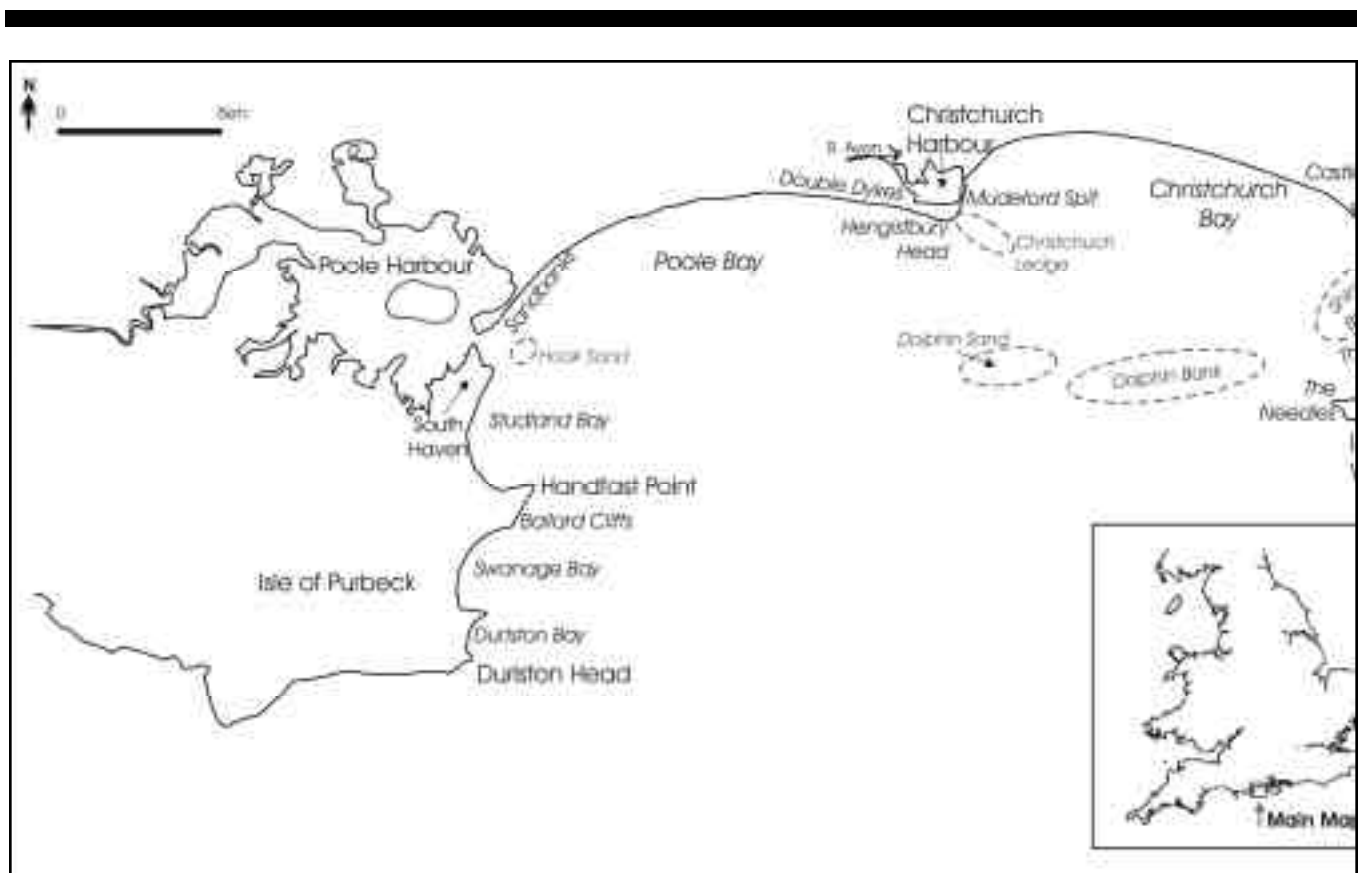 N
0
Christchurch
Harbour
R. Avon
Double Dykes
Mudeford Spit
Christchurch
Bay
Hengistbury
Head
Christchuch
Ledge
Poole Harbour
Sandbanks
Poole Bay
Hook Sand
Dolphin Sand
Dolphin Bank
The
Needles
South
Haven
Studland Bay
Handfast Point
Ballard Cliffs
Isle of Purbeck
Swanage Bay
Durlston Bay
Durlston Head
Main Map